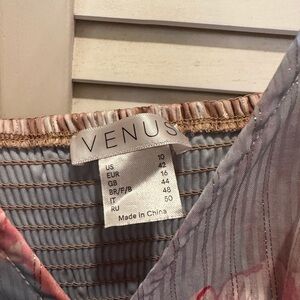 VENUS
US 10
EUR 42
GB 16
BR/F/B 44
IT 48
RU 50
Made in China